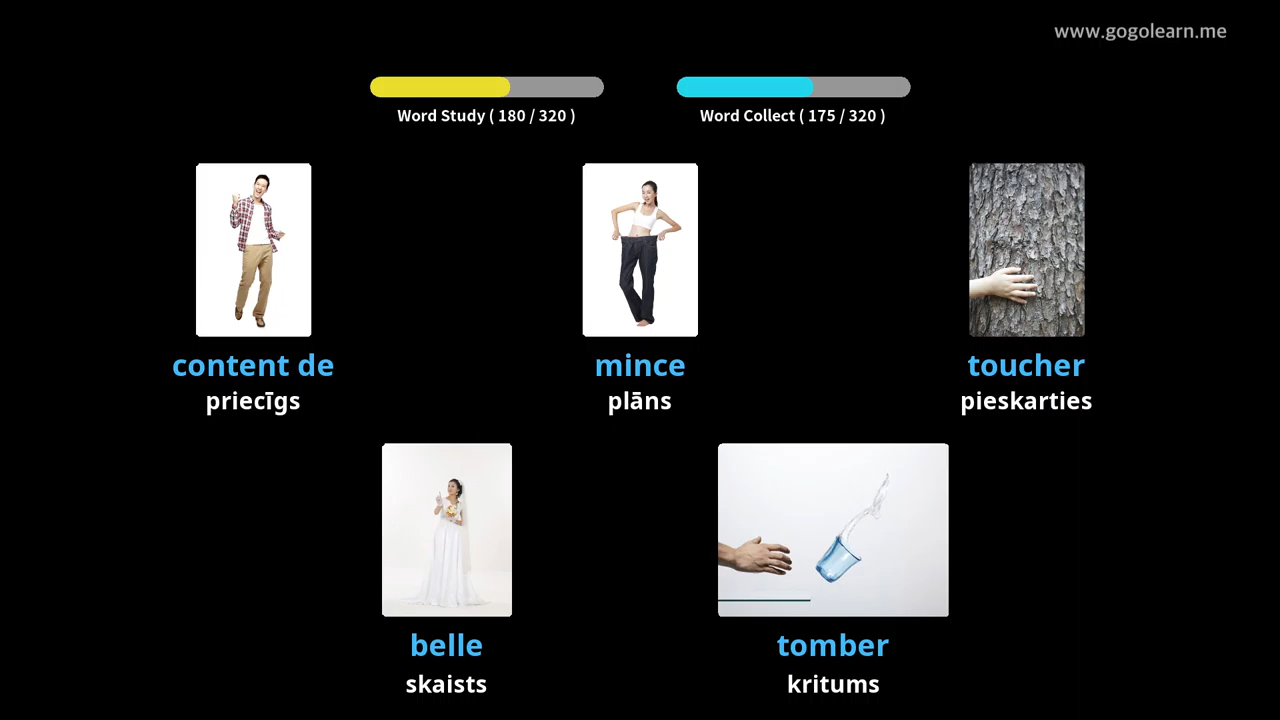 www.gogolearn.me
Word Study ( 180 / 320 )
Word Collect ( 175 / 320 )
content de
priecīgs
mince
plāns
toucher
pieskarties
belle
skaists
tomber
kritums